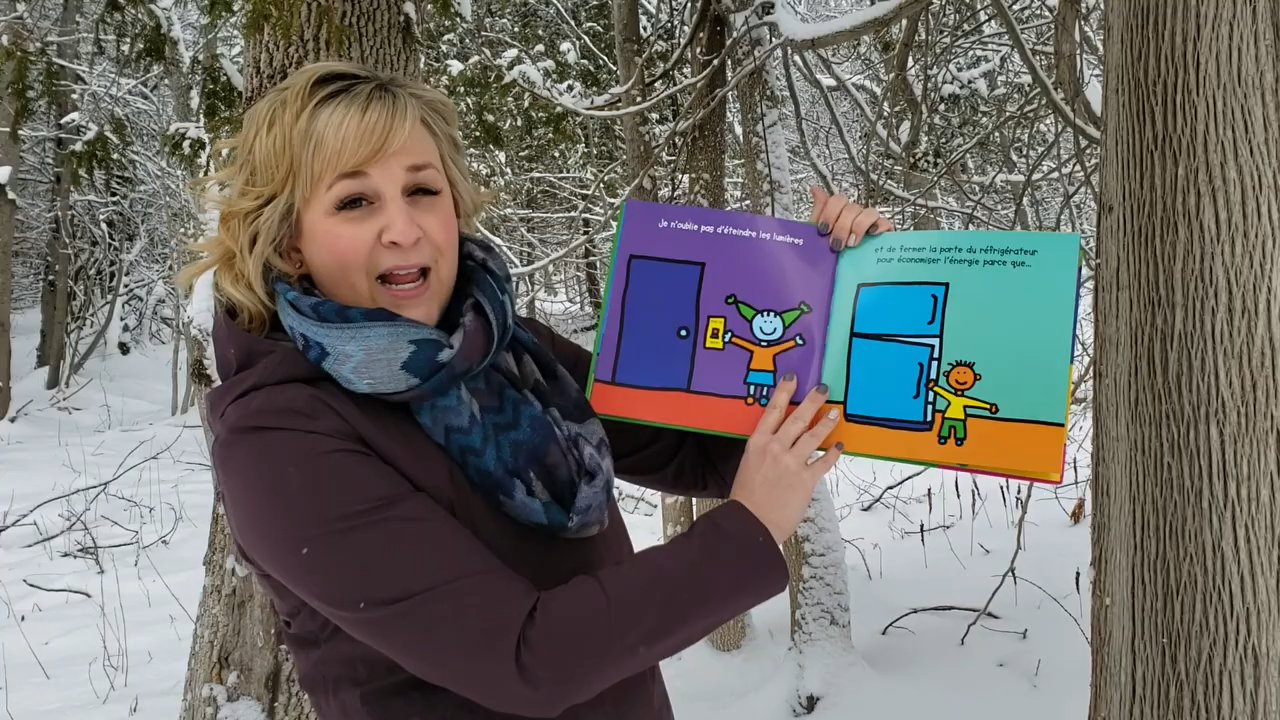 Je n'oublie pas d'éteindre les lumières
et de fermer la porte du réfrigérateur
pour économiser l'énergie parce que...